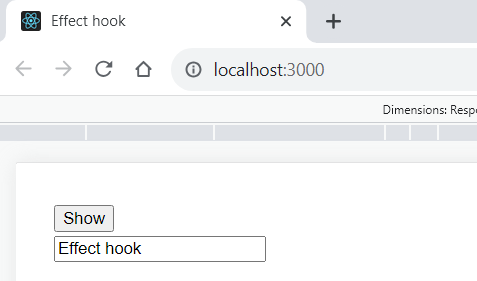 Effect hook
localhost:3000
Dimensions: Resp
Show
Effect hook